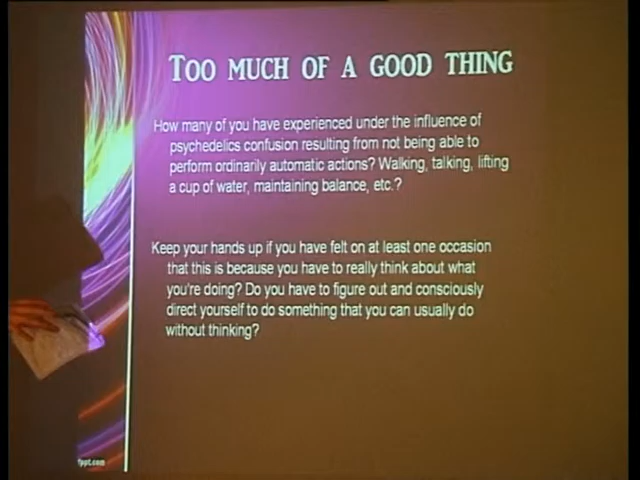 TOO MUCH OF A GOOD THING
How many of you have experienced under the influence of
psychedelics confusion resulting from not being able to
perform ordinarily automatic actions? Walking, talking, lifting
a cup of water, maintaining balance, etc.?
Keep your hands up if you have felt on at least one occasion
that this is because you have to really think about what
you're doing? Do you have to figure out and consciously
direct yourself to do something that you can usually do
without thinking?
fppt.com